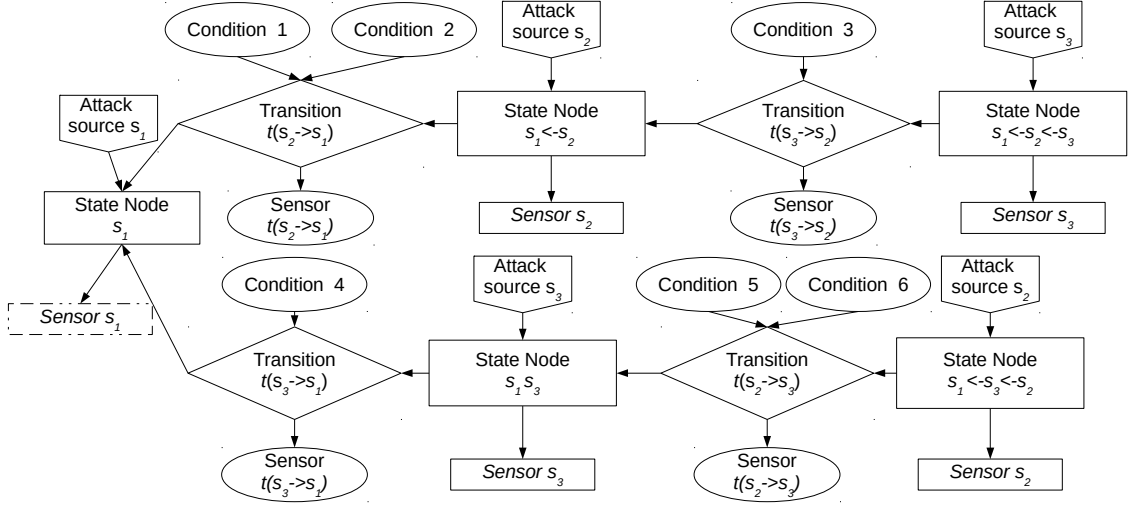 Condition 1
Condition 2
Attack
source s₂
Condition 3
Attack
source s₃
Attack
source s₁
Transition
t(s₂->s₁)
State Node
s₁<-s₂
Transition
t(s₃->s₂)
State Node
s₁<-s₂<-s₃
State Node
s₁
Sensor
t(s₂->s₁)
Sensor s₂
Sensor
t(s₃->s₂)
Sensor s₃
Sensor s₁
Condition 4
Attack
source s₃
Condition 5
Condition 6
Attack
source s₂
Transition
t(s₃->s₁)
State Node
s₁ s₃
Transition
t(s₂->s₃)
State Node
s₁<-s₃<-s₂
Sensor
t(s₃->s₁)
Sensor s₃
Sensor
t(s₂->s₃)
Sensor s₂